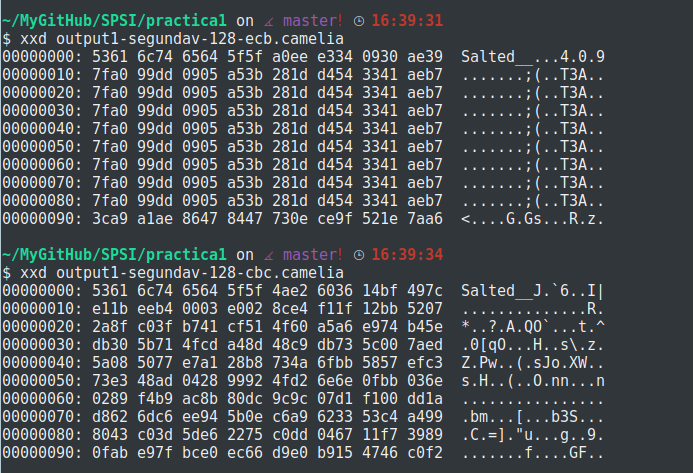 ~/MyGitHub/SPSI/practica1 on master! 16:39:31
$ xxd output1-segundav-128-ecb.camelia
00000000: 5361 6c74 6564 5f5f a0ee e334 0930 ae39 Salted__...4.0.9
00000010: 7fa0 99dd 0905 a53b 281d d454 3341 aeb7 .......;(..T3A..
00000020: 7fa0 99dd 0905 a53b 281d d454 3341 aeb7 .......;(..T3A..
00000030: 7fa0 99dd 0905 a53b 281d d454 3341 aeb7 .......;(..T3A..
00000040: 7fa0 99dd 0905 a53b 281d d454 3341 aeb7 .......;(..T3A..
00000050: 7fa0 99dd 0905 a53b 281d d454 3341 aeb7 .......;(..T3A..
00000060: 7fa0 99dd 0905 a53b 281d d454 3341 aeb7 .......;(..T3A..
00000070: 7fa0 99dd 0905 a53b 281d d454 3341 aeb7 .......;(..T3A..
00000080: 7fa0 99dd 0905 a53b 281d d454 3341 aeb7 .......;(..T3A..
00000090: 3ca9 a1ae 8647 8447 730e ce9f 521e 7aa6 <....G.Gs...R.z.
~/MyGitHub/SPSI/practica1 on master! 16:39:34
$ xxd output1-segundav-128-cbc.camelia
00000000: 5361 6c74 6564 5f5f 4ae2 6036 14bf 497c Salted__J.`6..I|
00000010: e11b eeb4 0003 e002 8ce4 f11f 12bb 5207 ..............R.
00000020: 2a8f c03f b741 cf51 4f60 a5a6 e974 b45e *..?.A.QO`...t.^
00000030: db30 5b71 4fcd a48d 48c9 db73 5c00 7aed .0[qO...H..s\.z.
00000040: 5a08 5077 e7a1 28b8 734a 6fbb 5857 efc3 Z.Pw..(.sJo.XW..
00000050: 73e3 48ad 0428 9992 4fd2 6e6e 0fbb 036e s.H..(..O.nn...n
00000060: 0289 f4b9 ac8b 80dc 9c9c 07d1 f100 dd1a ................
00000070: d862 6dc6 ee94 5b0e c6a9 6233 53c4 a499 .bm...[...b3S...
00000080: 8043 c03d 5de6 2275 c0dd 0467 11f7 3989 .C.=]."u...g..9.
00000090: 0fab e97f bce0 ec66 d9e0 b915 4746 c0f2 .......f....GF..